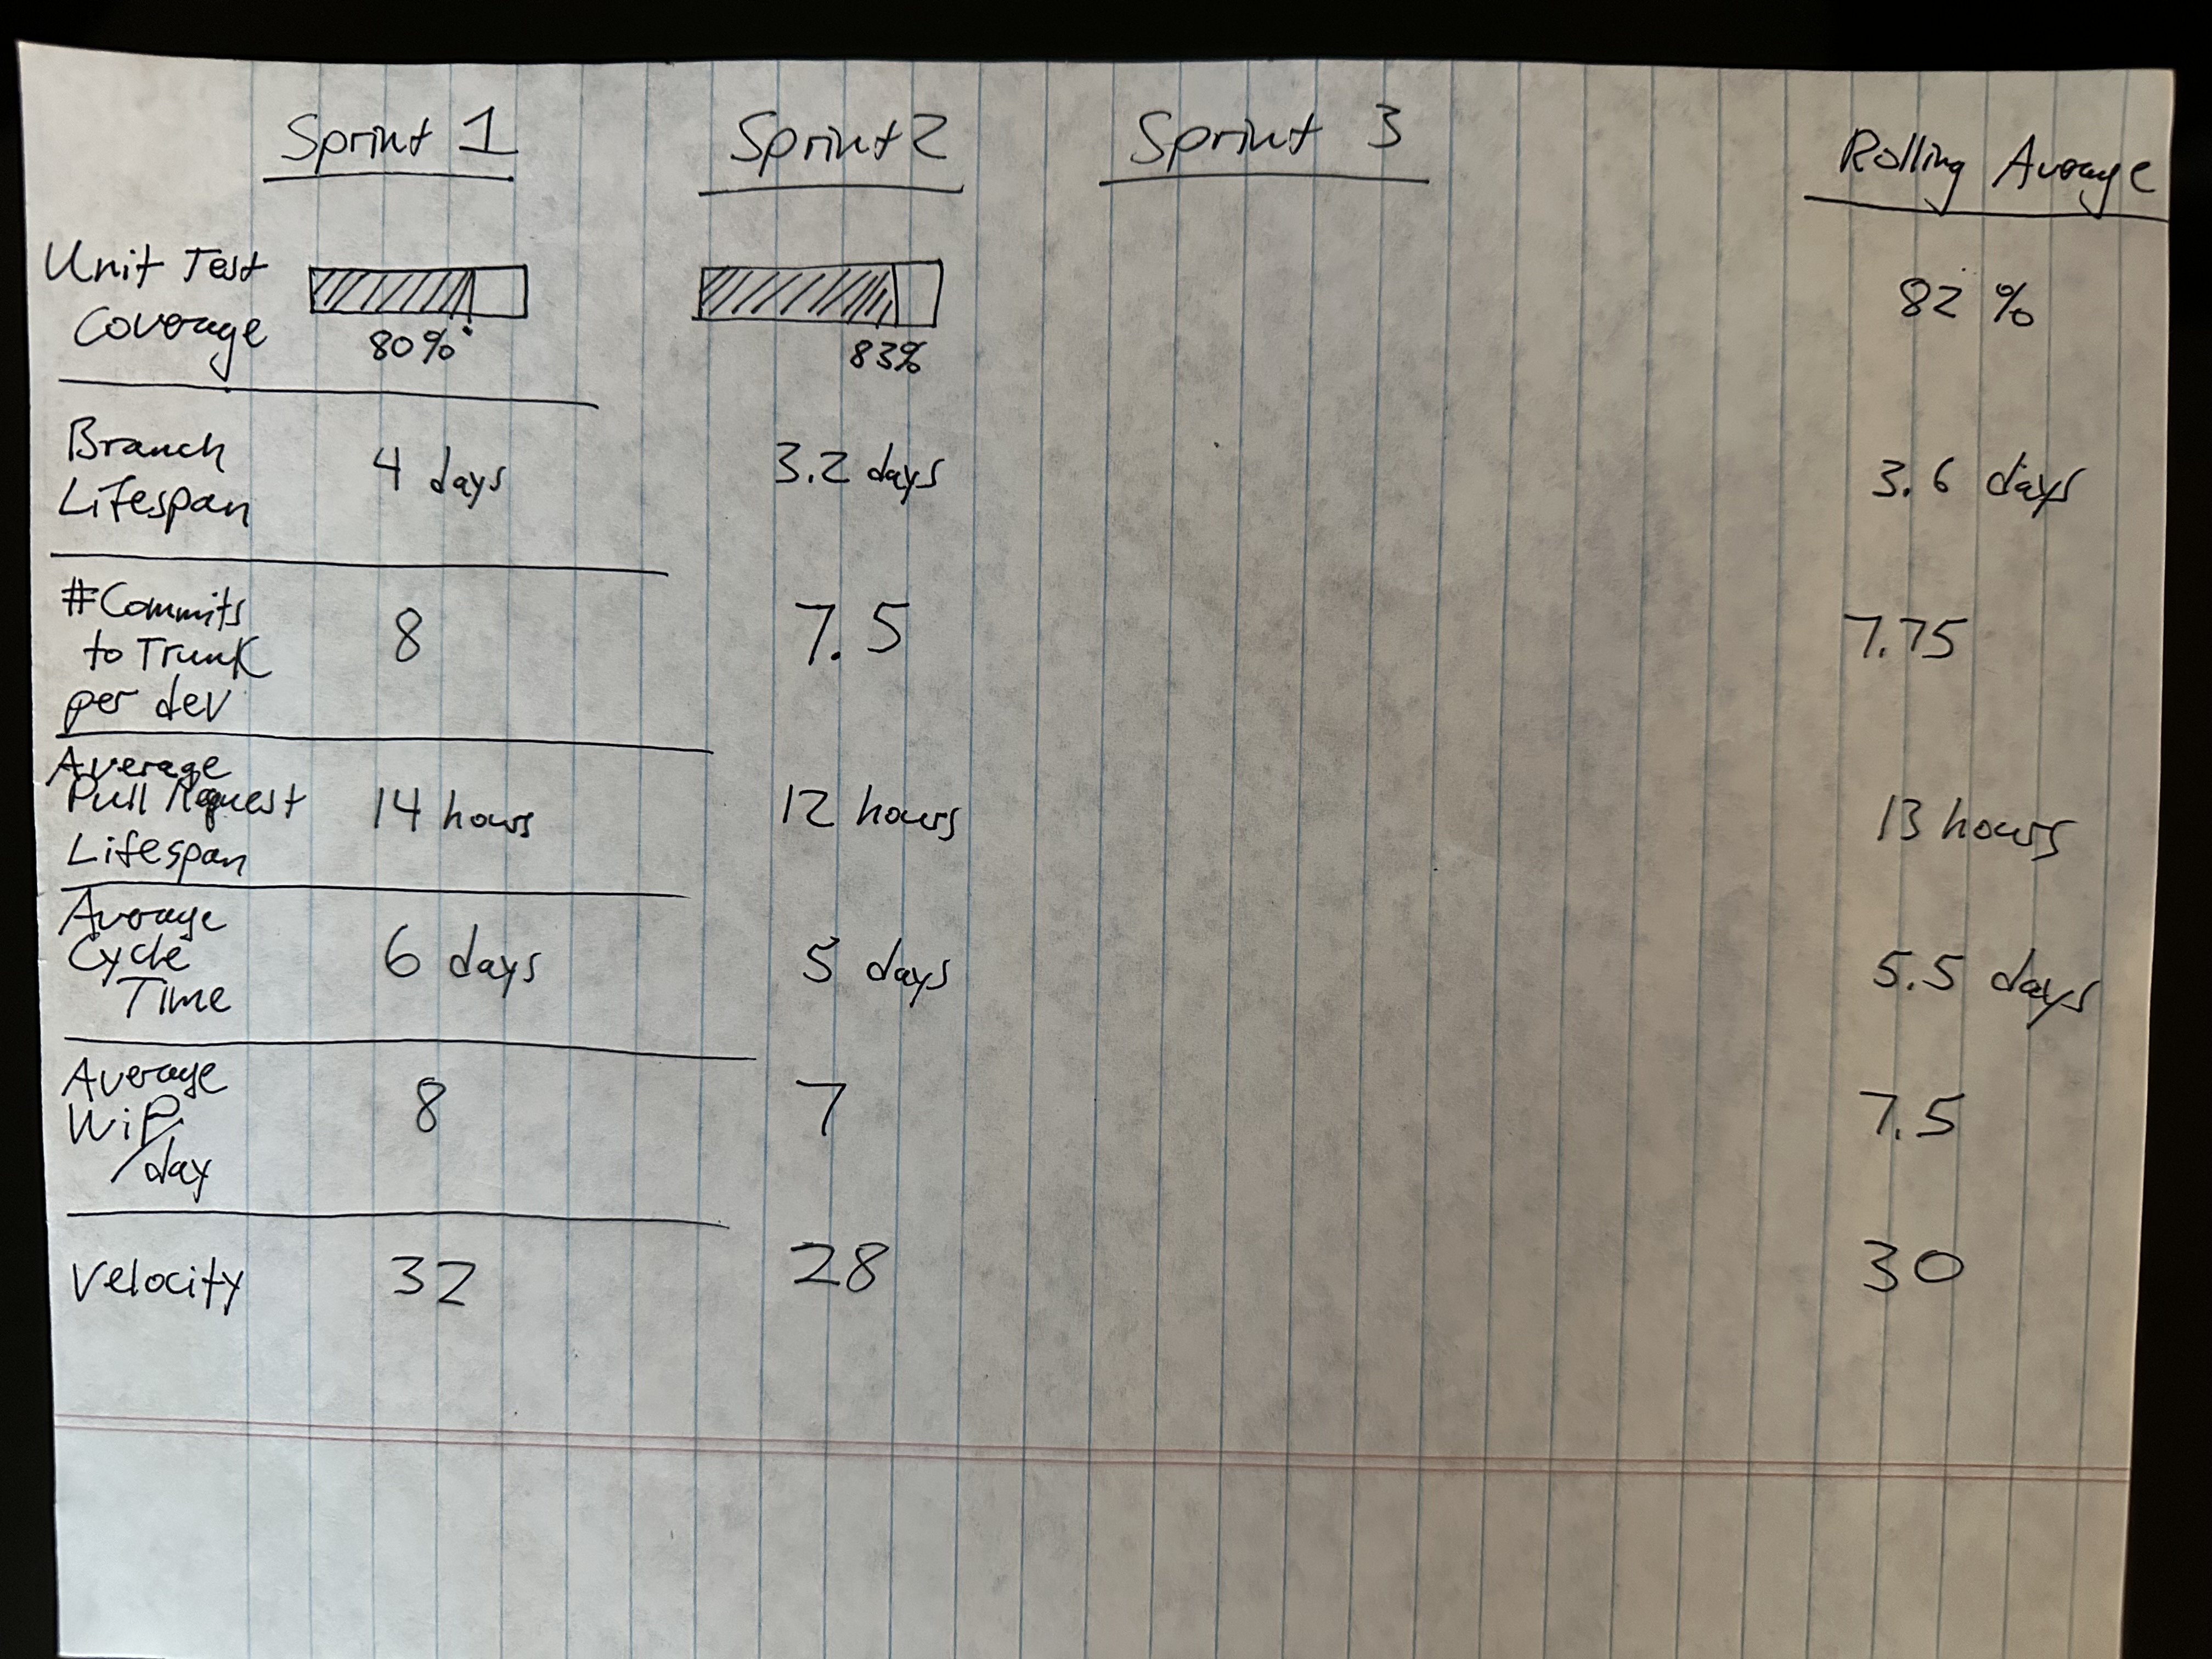 Sprint 1 Sprint 2 Sprint 3 Rolling Average
Unit Test
Coverage 80% 83% 82%
Branch
Lifespan 4 days 3.2 days 3.6 days
#Commits
to Trunk 8 7.5 7.75
per dev
Average
Pull Request 14 hours 12 hours 13 hours
Lifespan
Average
Cycle 6 days 5 days 5.5 days
Time
Average
WiP/ 8 7 7.5
day
Velocity 32 28 30